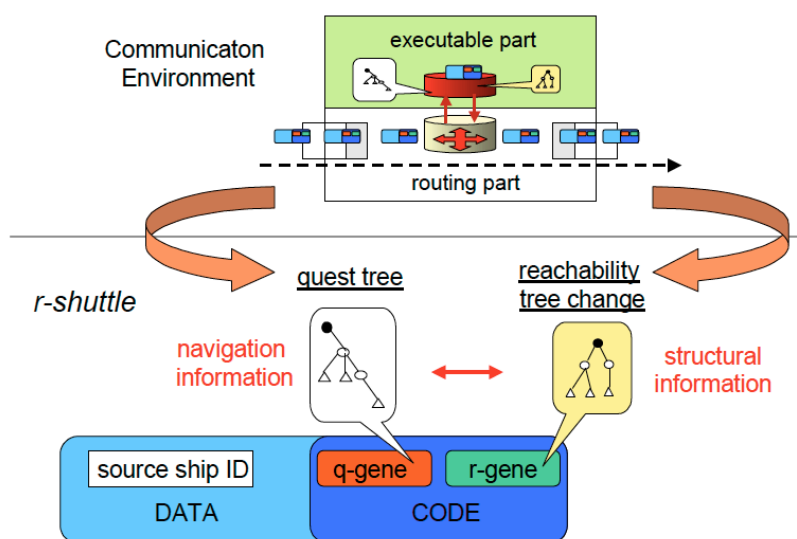 Communicaton
Environment
executable part
routing part
r-shuttle
quest tree
reachability
tree change
navigation
information
structural
information
source ship ID
q-gene
r-gene
DATA
CODE